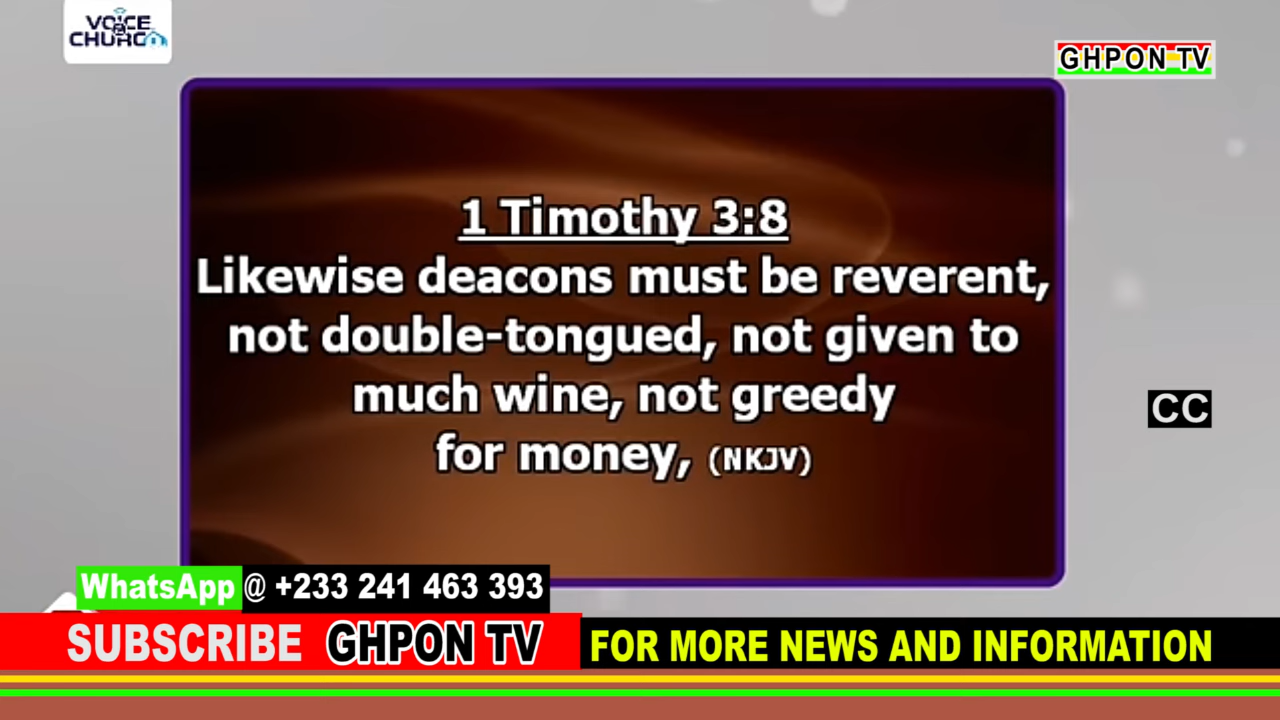 VOICE
CHURCH
GHPON TV
1 Timothy 3:8
Likewise deacons must be reverent,
not double-tongued, not given to
much wine, not greedy
for money, (NKJV)
CC
WhatsApp @ +233 241 463 393
SUBSCRIBE GHPON TV FOR MORE NEWS AND INFORMATION